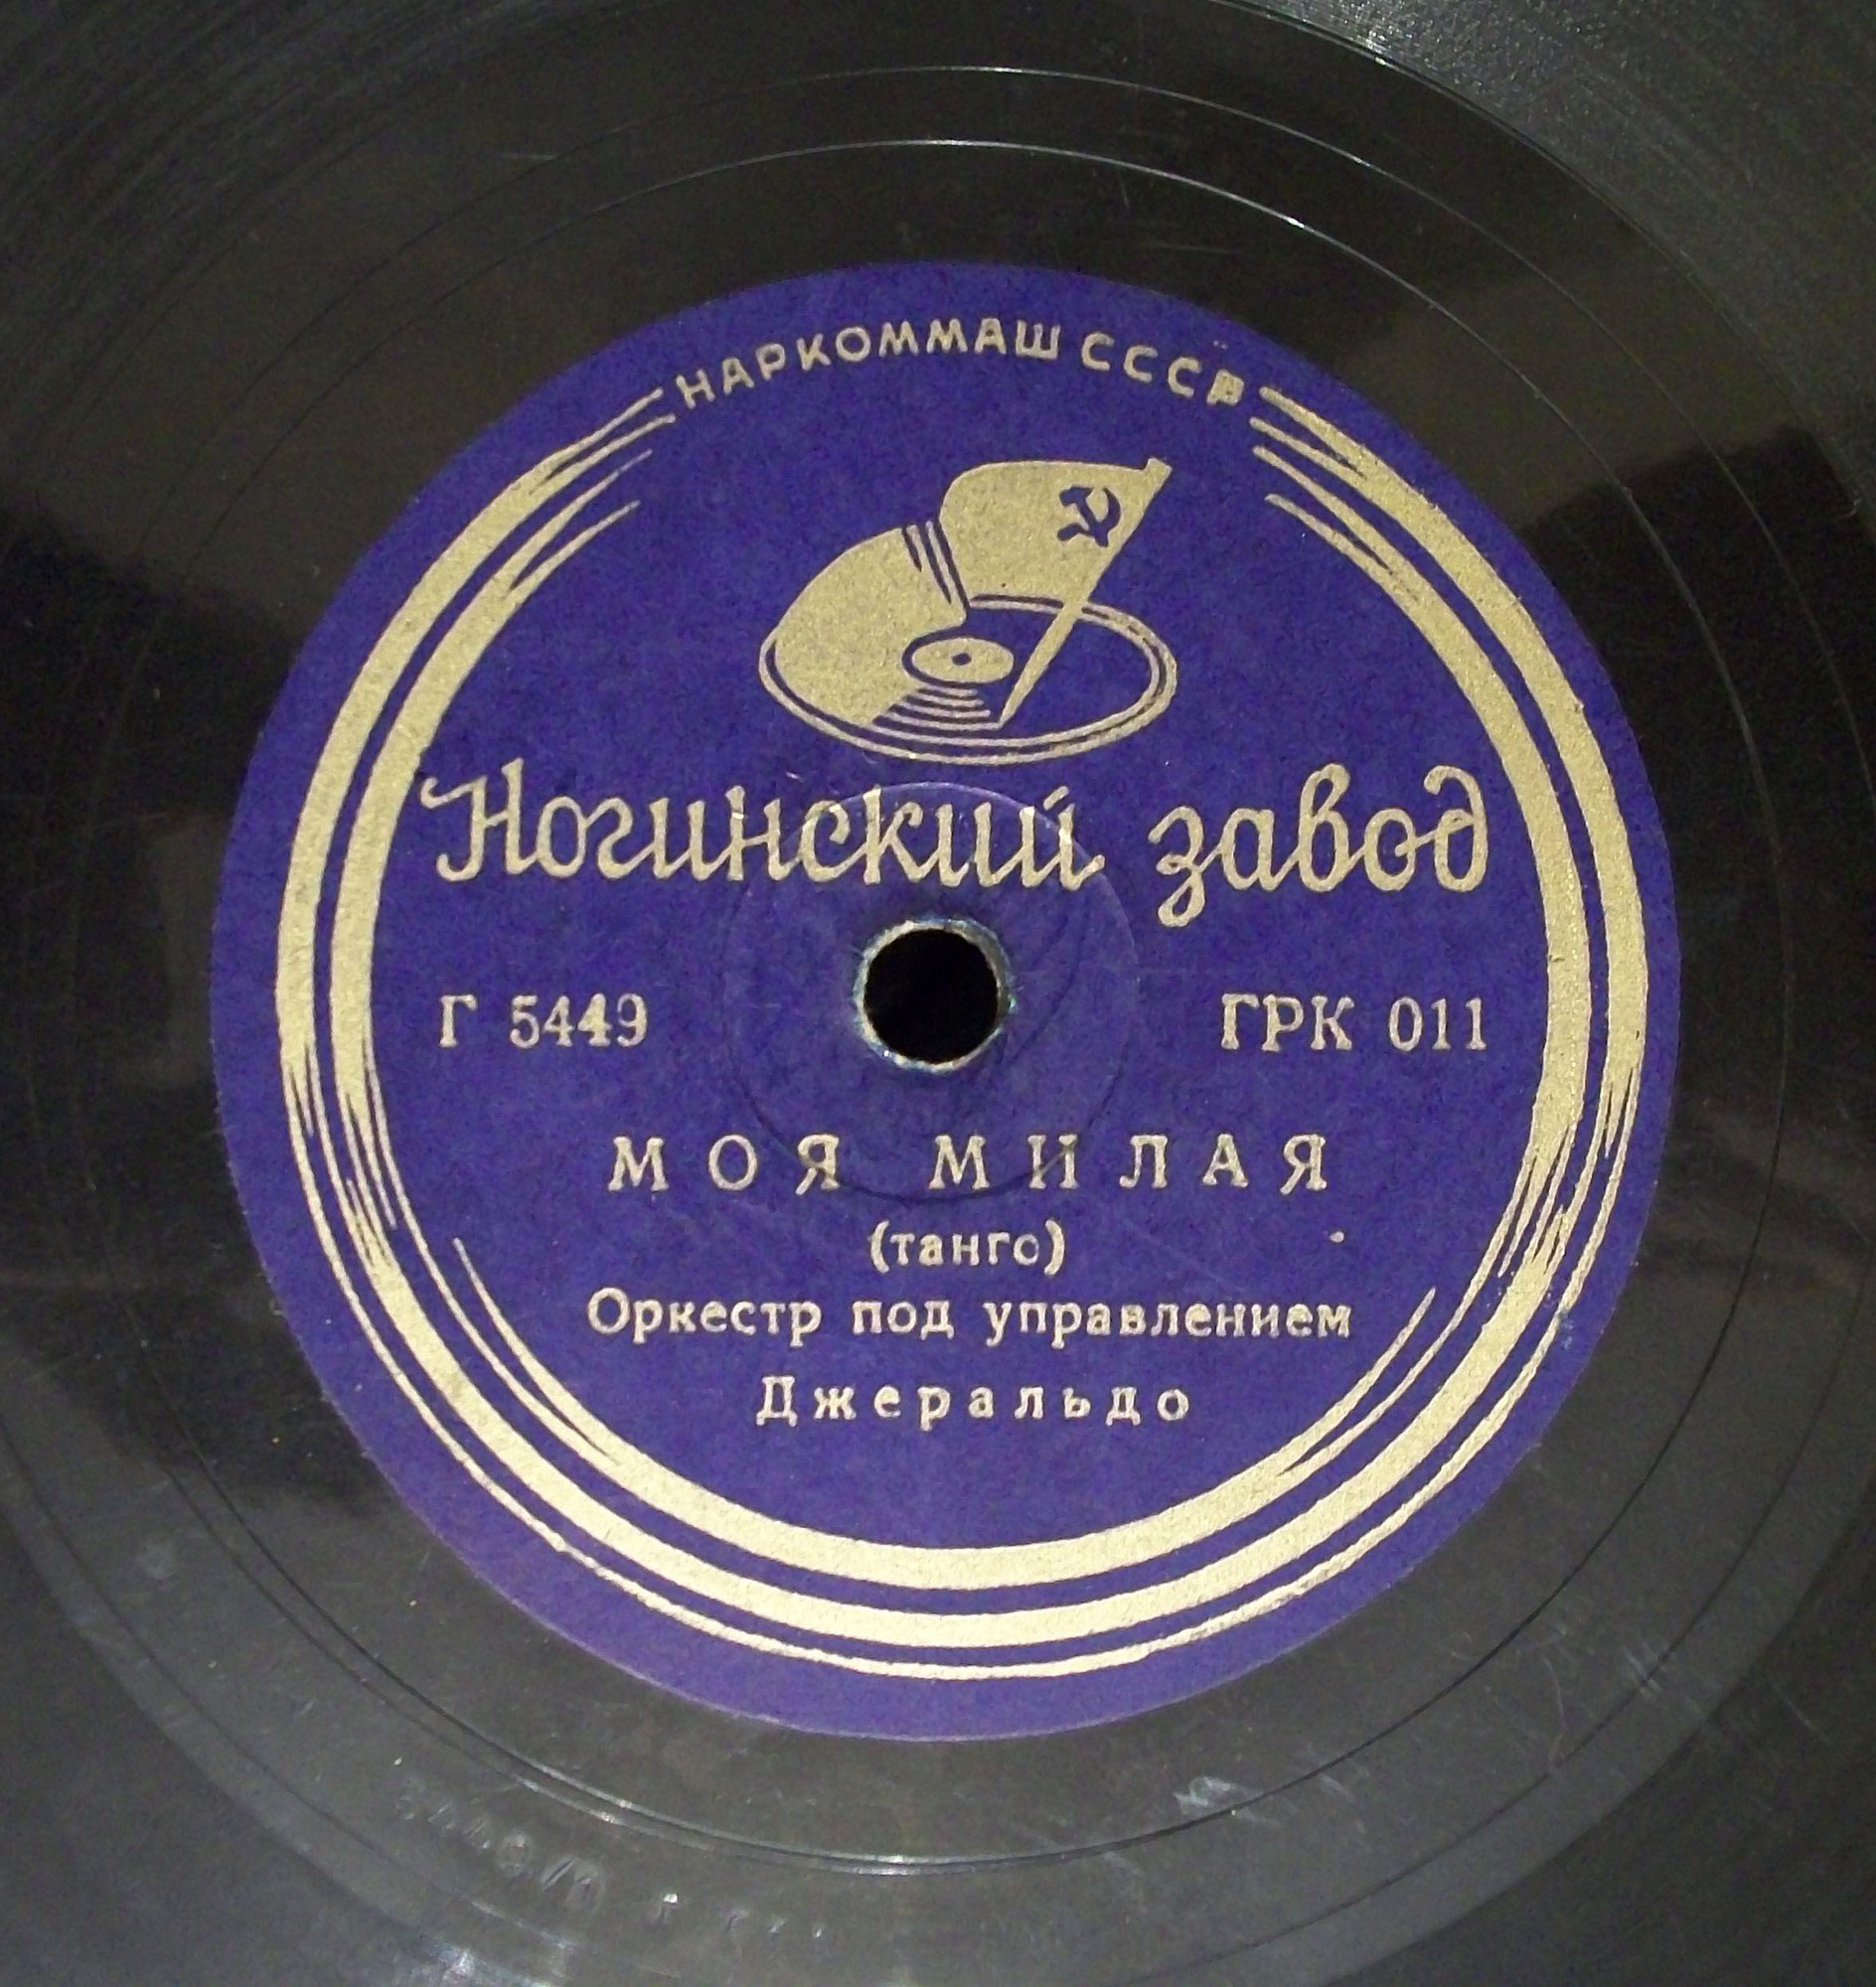 НАРКОММАШ СССР
Ногинский завод
Г 5449 ГРК 011
МОЯ МИЛАЯ
(танго)
Оркестр под управлением
Джеральдо